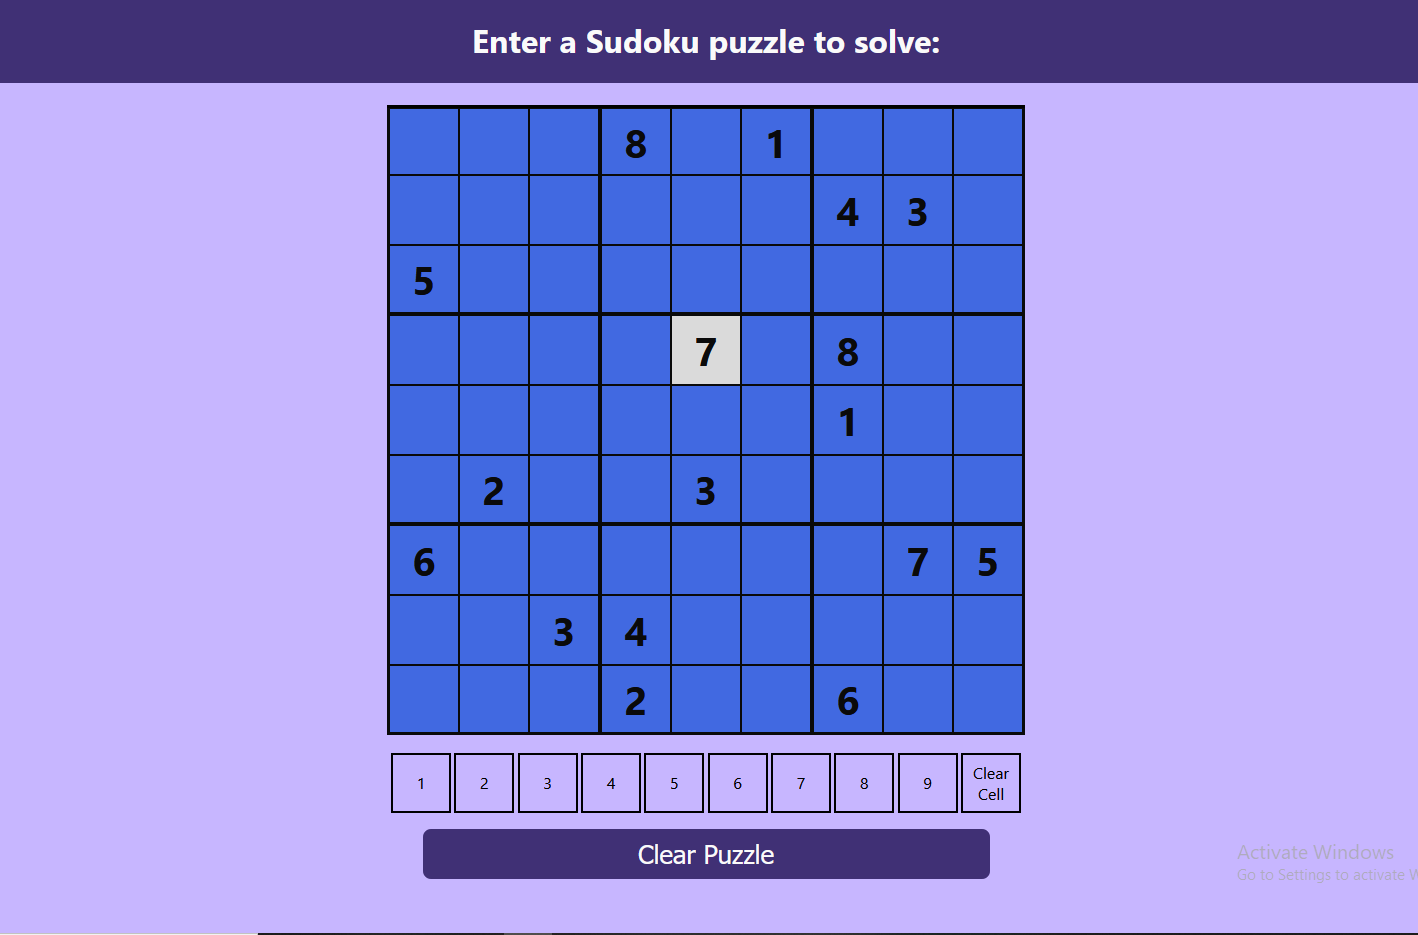 Enter a Sudoku puzzle to solve:
8 1
4 3
5
7 8
1
2 3
6 7 5
3 4
2 6
1 2 3 4 5 6 7 8 9 Clear Cell
Clear Puzzle
Activate Windows
Go to Settings to activate W